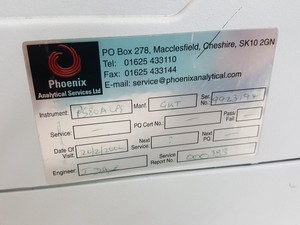 Phoenix
Analytical Services Ltd
PO Box 278, Macclesfield, Cheshire, SK10 2GN
Tel: 01625 433110
Fax: 01625 433144
E-mail: service@phoenixanalytical.com
Instrument: Manf. Ser. No.
Service: — PQ Cert No.: — Pass/ Fail: —
Date Of Visit: Next Service: Next PQ: —
Engineer: Service Report No.: